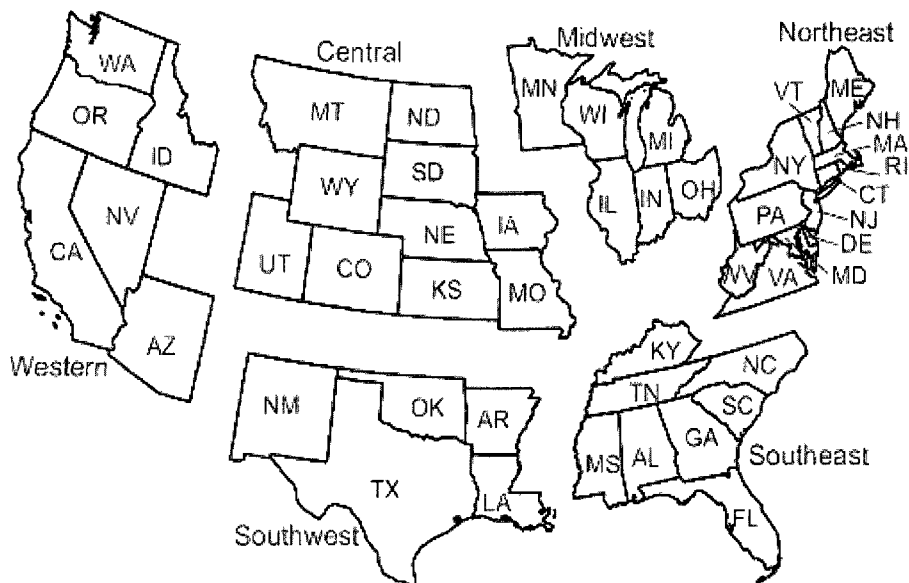 Central
Midwest
Northeast
Western
Southwest
Southeast
WA
OR
ID
NV
CA
AZ
MT
ND
SD
WY
NE
IA
UT
CO
KS
MO
MN
WI
MI
IL
IN
OH
ME
VT
NH
MA
NY
RI
CT
PA
NJ
DE
MD
WV
VA
NM
OK
AR
TX
LA
KY
NC
TN
SC
MS
AL
GA
FL